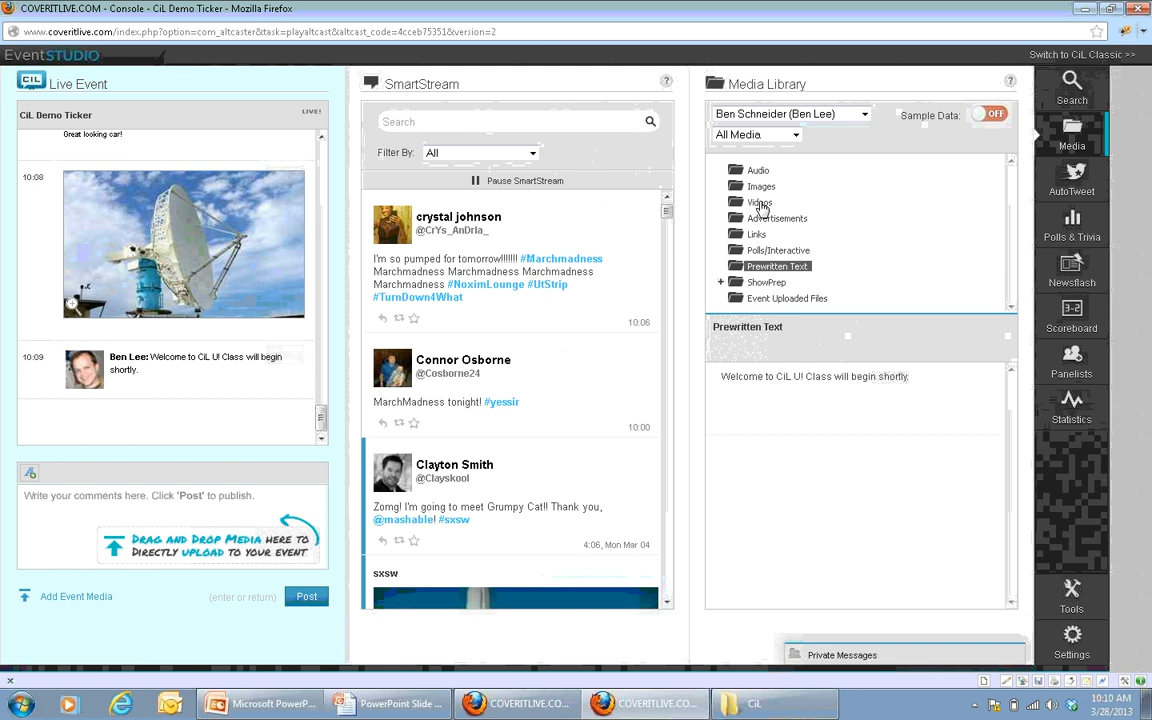 COVERITLIVE.COM - Console - CiL Demo Ticker - Mozilla Firefox
www.coveritlive.com/index.php?option=com_altcaster&task=playaltcast&altcast_code=4cceb75351&version=2
EventSTUDIO
Switch to CiL Classic >>
CiL Live Event
CiL Demo Ticker
LIVE!
Great looking car!
10:08
10:09
Ben Lee: Welcome to CiL U! Class will begin
shortly.
Write your comments here. Click 'Post' to publish.
DRAG AND DROP MEDIA HERE TO
DIRECTLY UPLOAD TO YOUR EVENT
Add Event Media
(enter or return)
Post
SmartStream
?
Search
Filter By:
All
Pause SmartStream
crystal johnson
@CrYs_AnDrIa_
I'm so pumped for tomorrow!!!!!!! #Marchmadness
Marchmadness Marchmadness Marchmadness
Marchmadness #NoximLounge #UtStrip
#TurnDown4What
10:06
Connor Osborne
@Cosborne24
MarchMadness tonight! #yessir
10:00
Clayton Smith
@Clayskool
Zomg! I'm going to meet Grumpy Cat!! Thank you,
@mashable! #sxsw
4:06, Mon Mar 04
sxsw
Media Library
?
Ben Schneider (Ben Lee)
Sample Data:
OFF
All Media
Audio
Images
Videos
Advertisements
Links
Polls/Interactive
Prewritten Text
+ ShowPrep
Event Uploaded Files
Prewritten Text
Welcome to CiL U! Class will begin shortly.
Private Messages
Search
Media
AutoTweet
Polls & Trivia
Newsflash
3-2
Scoreboard
Panelists
Statistics
Tools
Settings
Microsoft PowerP...
PowerPoint Slide ...
COVERITLIVE.CO...
COVERITLIVE.CO...
CiL
10:10 AM
3/28/2013